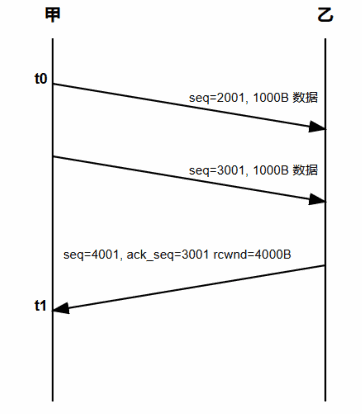 甲 乙
t0
seq=2001, 1000B 数据
seq=3001, 1000B 数据
seq=4001, ack_seq=3001 rcwnd=4000B
t1